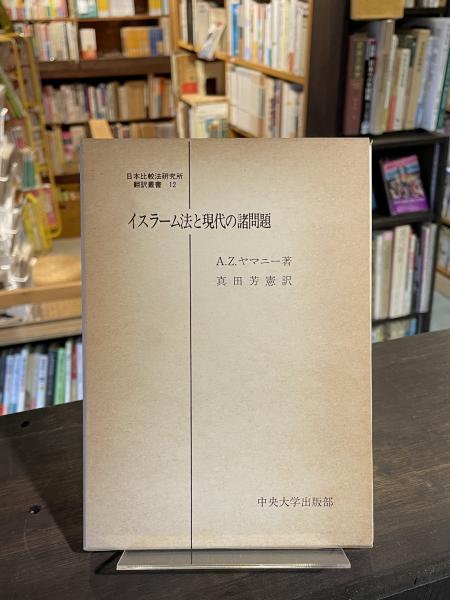 日本比較法研究所
翻訳叢書 12
イスラーム法と現代の諸問題
A.Z.ヤマニー著
真田芳憲訳
中央大学出版部